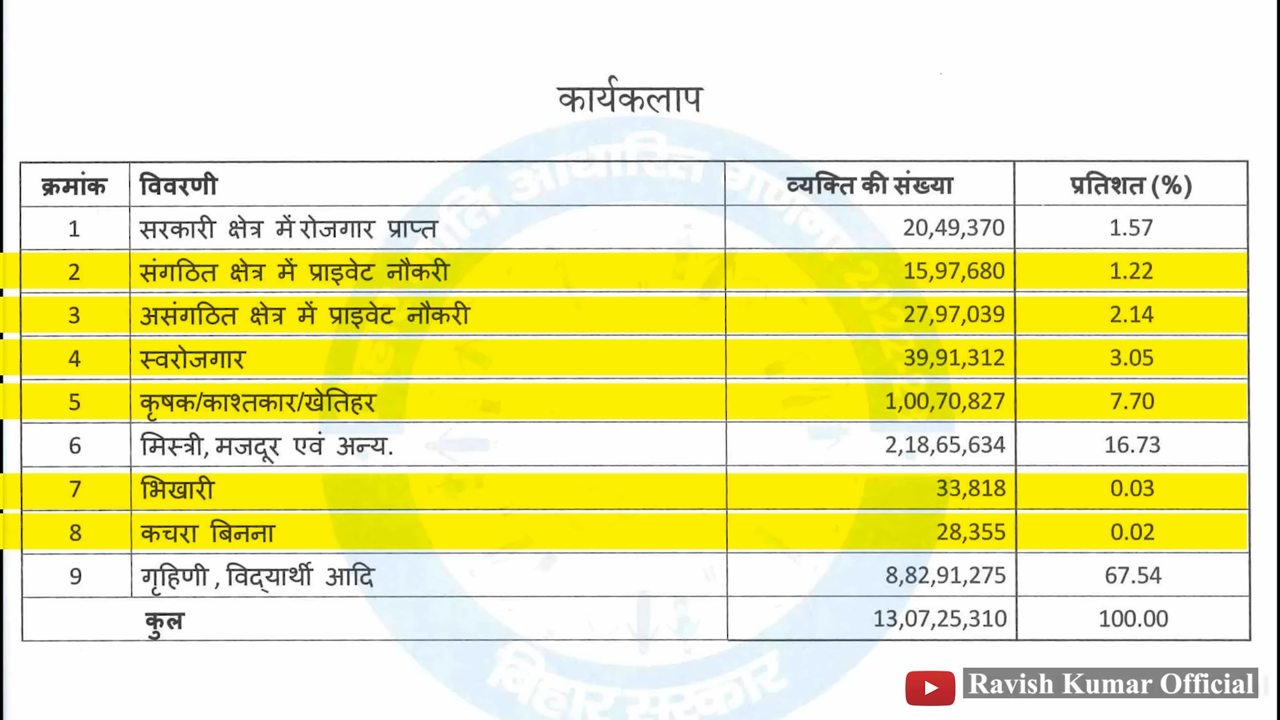 कार्यकलाप
क्रमांक विवरणी व्यक्ति की संख्या प्रतिशत (%)
1 सरकारी क्षेत्र में रोजगार प्राप्त 20,49,370 1.57
2 संगठित क्षेत्र में प्राइवेट नौकरी 15,97,680 1.22
3 असंगठित क्षेत्र में प्राइवेट नौकरी 27,97,039 2.14
4 स्वरोजगार 39,91,312 3.05
5 कृषक/काश्तकार/खेतिहर 1,00,70,827 7.70
6 मिस्त्री, मजदूर एवं अन्य. 2,18,65,634 16.73
7 भिखारी 33,818 0.03
8 कचरा बिनना 28,355 0.02
9 गृहिणी , विद्यार्थी आदि 8,82,91,275 67.54
कुल 13,07,25,310 100.00
बिहार सरकार
Ravish Kumar Official